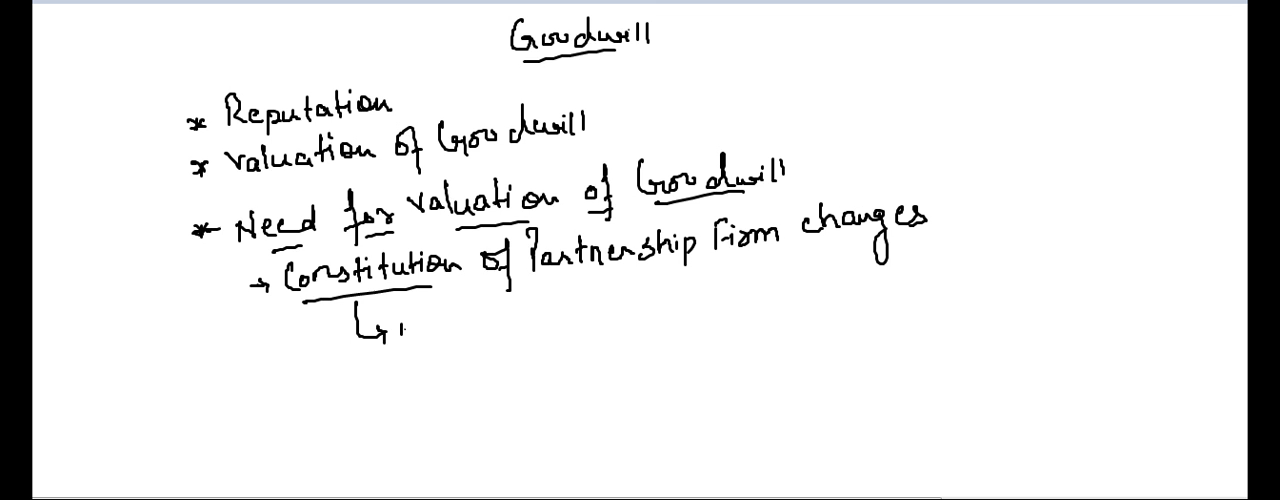 Goodwill
* Reputation
* Valuation of Goodwill
* Need for Valuation of Goodwill
→ Constitution of Partnership Firm changes